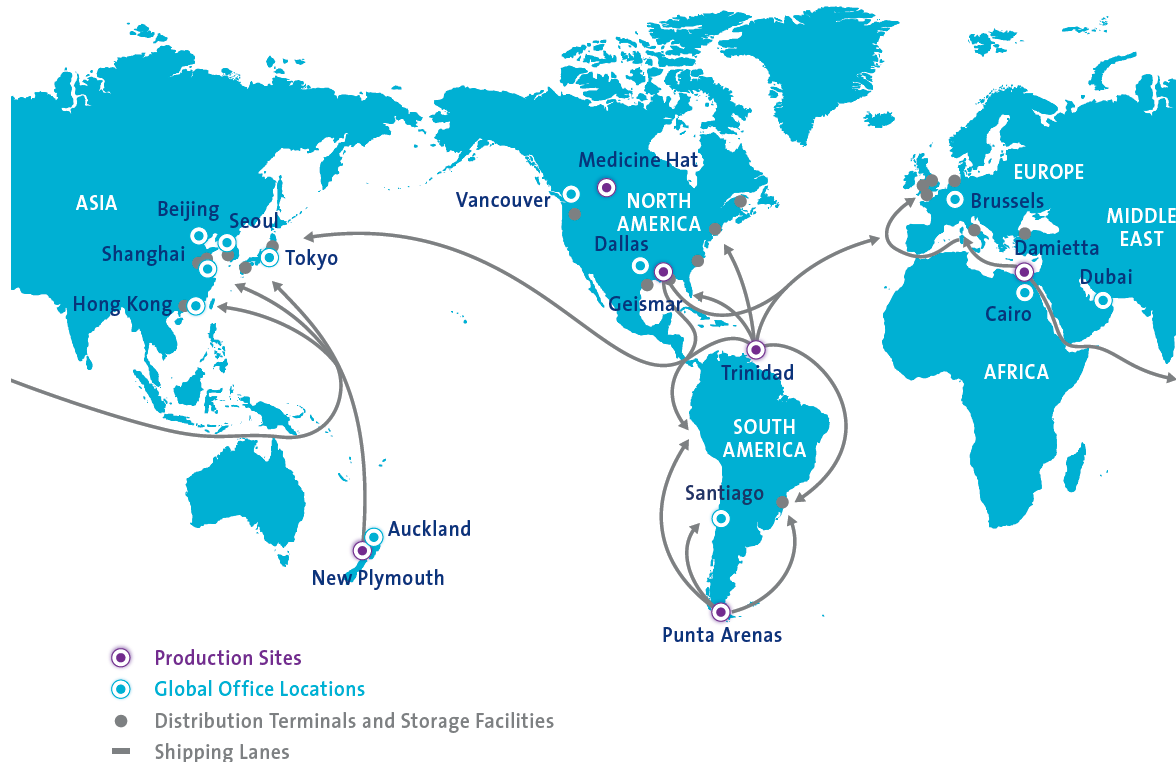 Medicine Hat
ASIA
EUROPE
Vancouver
NORTH
AMERICA
Brussels
Beijing
Seoul
MIDDLE
EAST
Dallas
Damietta
Shanghai
Tokyo
Dubai
Hong Kong
Geismar
Cairo
Trinidad
AFRICA
SOUTH
AMERICA
Santiago
Auckland
New Plymouth
Punta Arenas
Production Sites
Global Office Locations
Distribution Terminals and Storage Facilities
Shipping Lanes